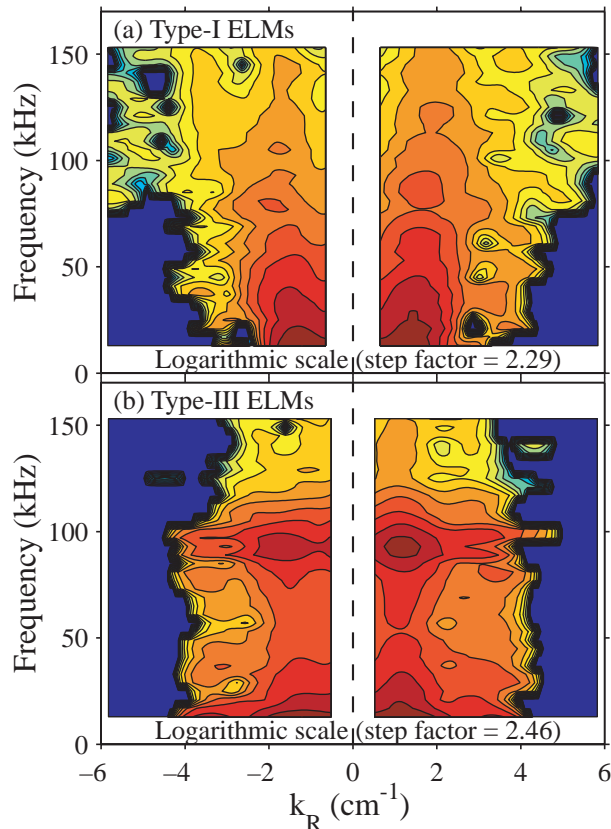 (a) Type-I ELMs
150
100
50
0
Frequency (kHz)
Logarithmic scale (step factor = 2.29)
(b) Type-III ELMs
150
100
50
0
Frequency (kHz)
Logarithmic scale (step factor = 2.46)
−6 −4 −2 0 2 4 6
k_R (cm⁻¹)